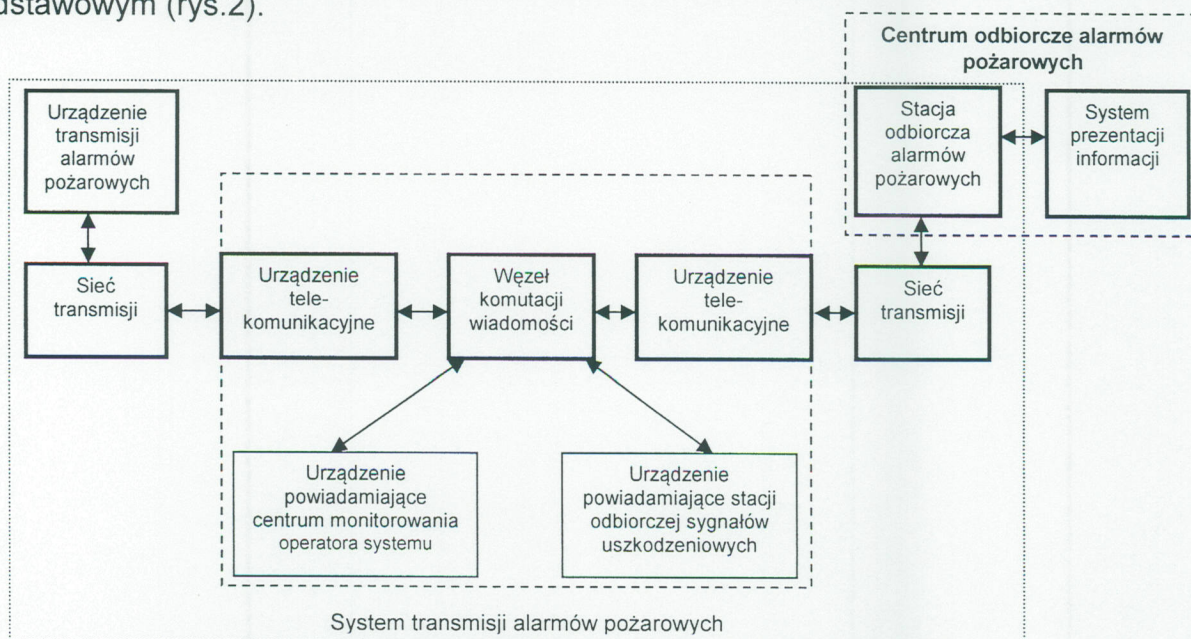 dstawowym (rys.2).
Centrum odbiorcze alarmów
pożarowych
Urządzenie
transmisji
alarmów
pożarowych
Stacja
odbiorcza
alarmów
pożarowych
System
prezentacji
informacji
Sieć
transmisji
Urządzenie
tele-
komunikacyjne
Węzeł
komutacji
wiadomości
Urządzenie
tele-
komunikacyjne
Sieć
transmisji
Urządzenie
powiadamiające
centrum monitorowania
operatora systemu
Urządzenie
powiadamiające stacji
odbiorczej sygnałów
uszkodzeniowych
System transmisji alarmów pożarowych